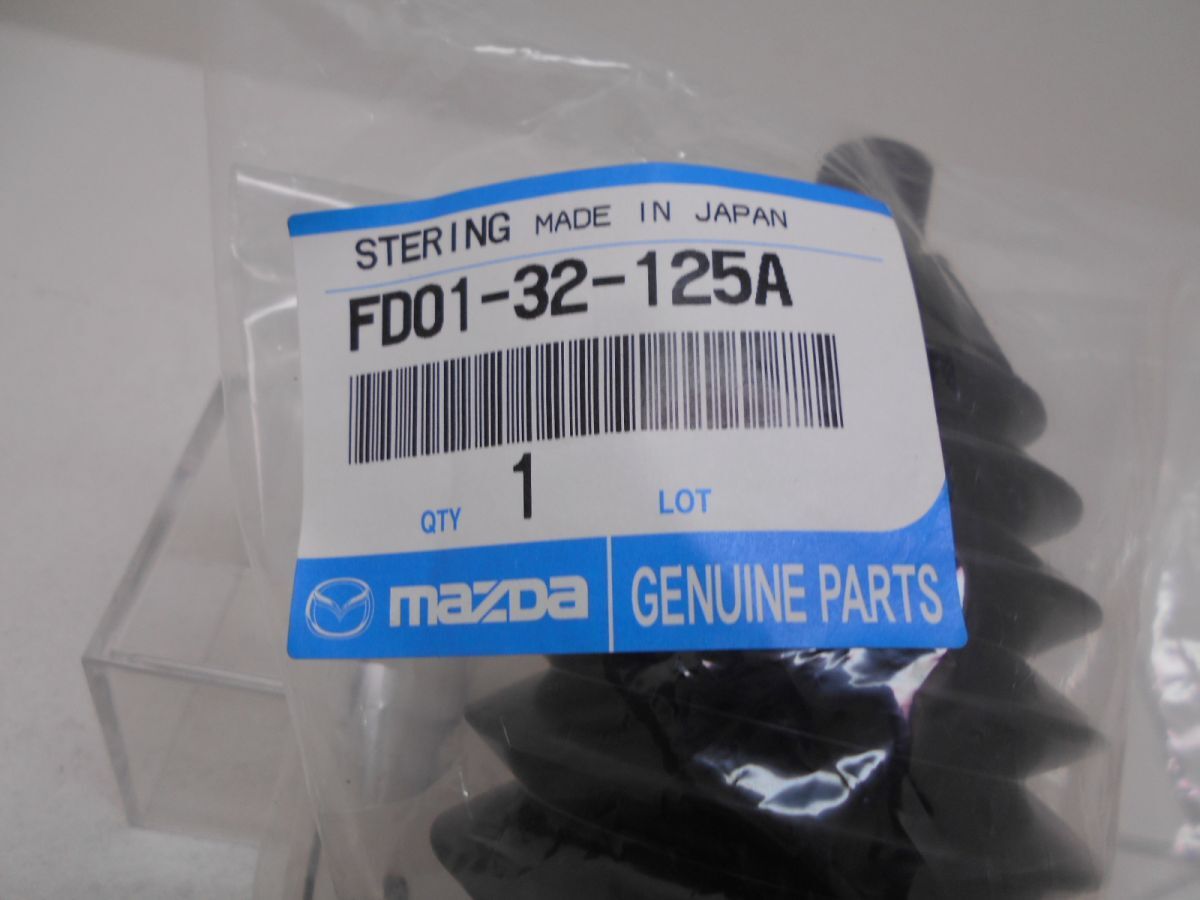 STERING MADE IN JAPAN
FD01-32-125A
QTY 1 LOT
mazda GENUINE PARTS